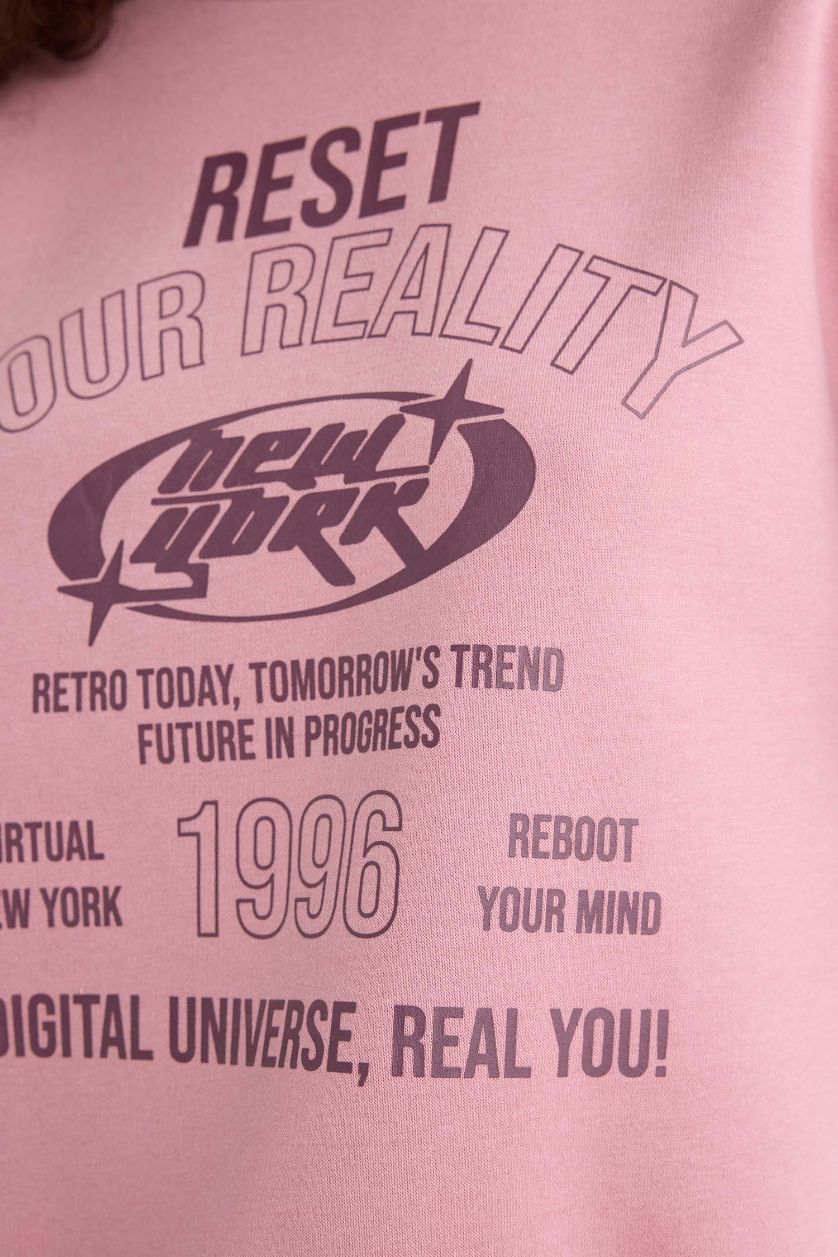 RESET
OUR REALITY
new
york
RETRO TODAY, TOMORROW'S TREND
FUTURE IN PROGRESS
IRTUAL 1996 REBOOT
EW YORK YOUR MIND
DIGITAL UNIVERSE, REAL YOU!